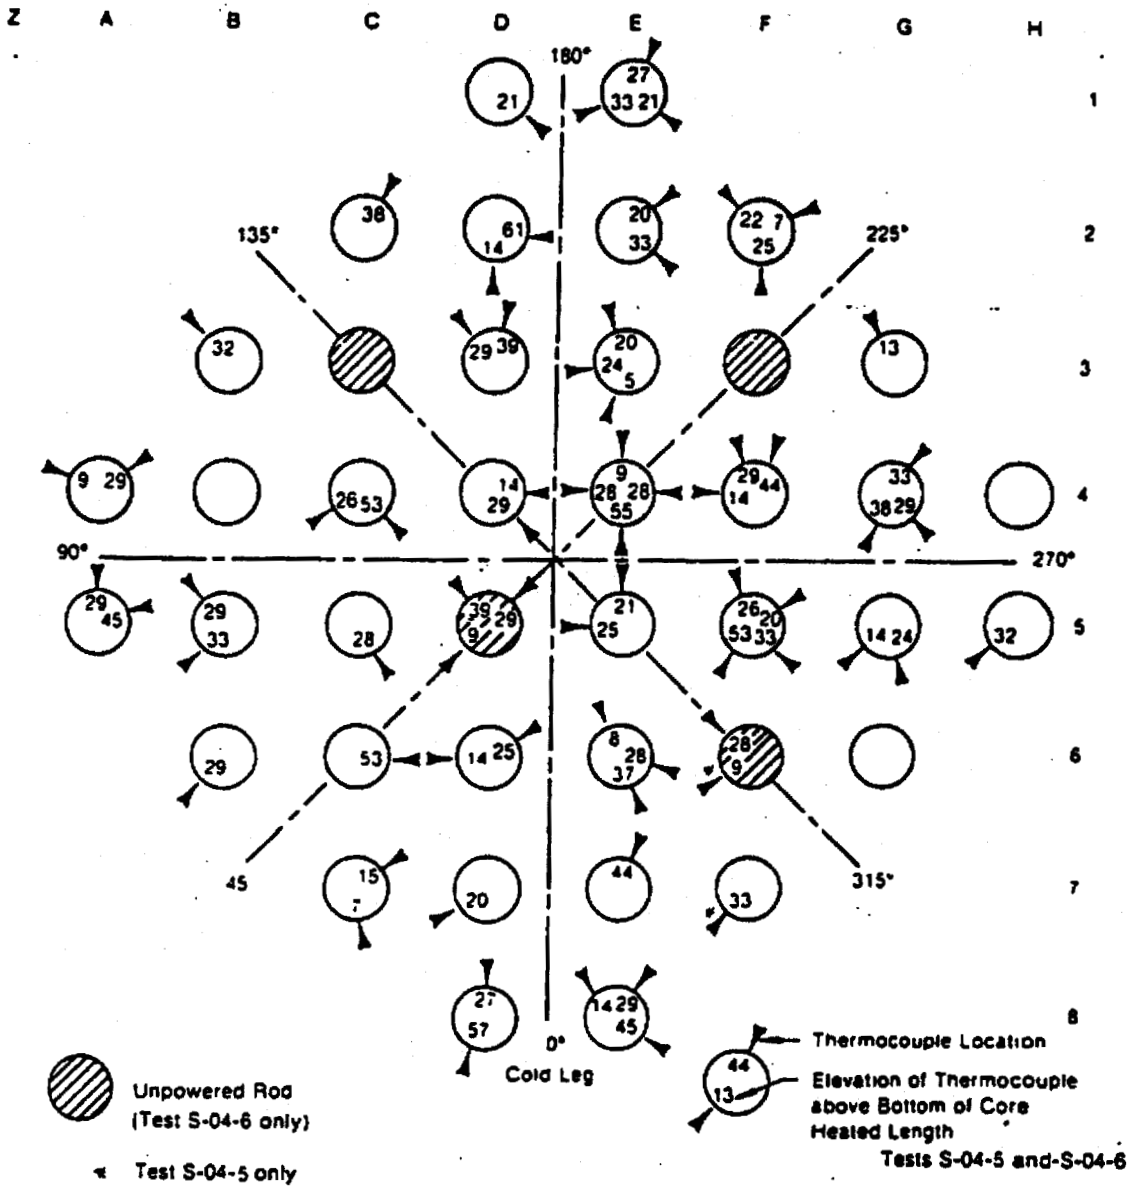 Z A B C D E F G H
180°
27
21 33 21 1
38 20 22 7
61 2
14 33 25
135° 225°
32 29 39 20 13
24 3
5
9 29 14 9 29 44 33
26 53 29 28 28 14 38 29 4
55
90° 270°
29 29 39 29 21 26 20
45 33 28 9 25 53 33 14 24 32 5
8 28
29 53 14 25 28 9 6
37
45 315°
15 44
7 20 33 7
27 14 29
57 45 8
0°
Cold Leg
Unpowered Rod
(Test S-04-6 only)
* Test S-04-5 only
44
13
Thermocouple Location
Elevation of Thermocouple
above Bottom of Core
Heated Length
Tests S-04-5 and-S-04-6